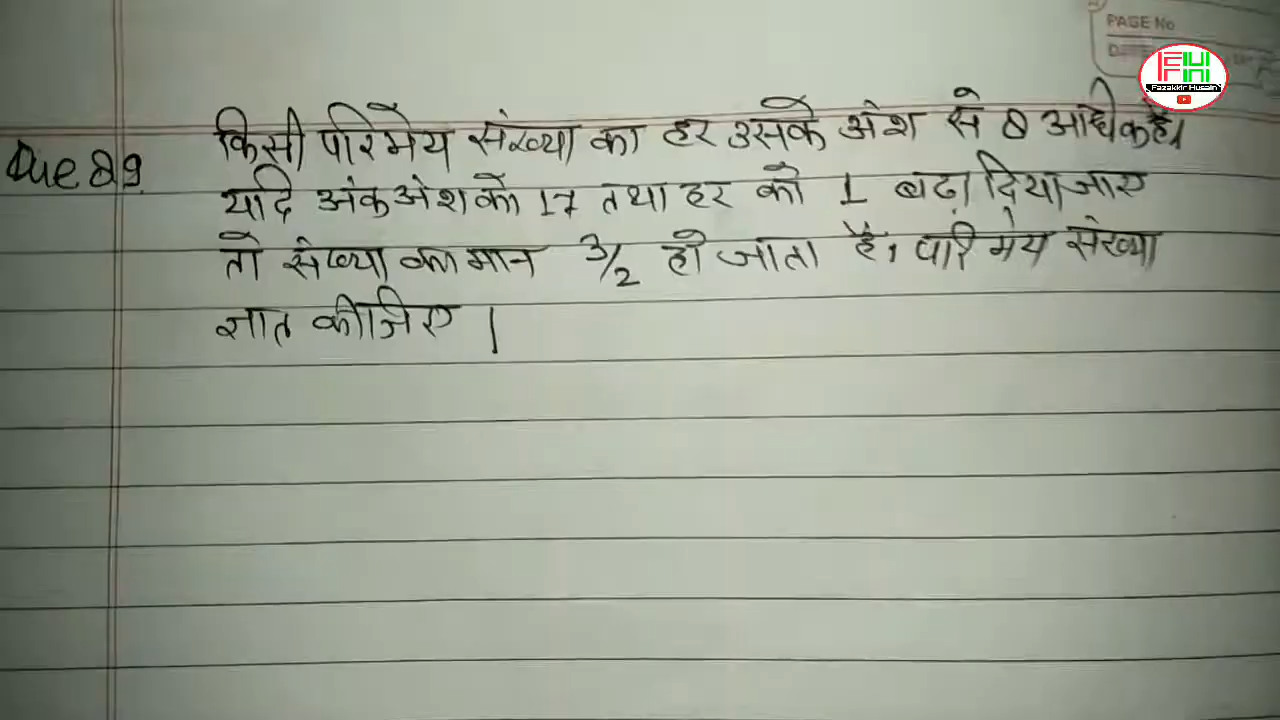 PAGE No
Fazakkir Husain
किसी परिमेय संख्या का हर उसके अंश से 8 अधिक है।
Que 29
यदि अंक अंश को 17 तथा हर को 1 बढ़ा दिया जाए
तो संख्या का मान 3/2 हो जाता है। परिमेय संख्या
ज्ञात कीजिए |